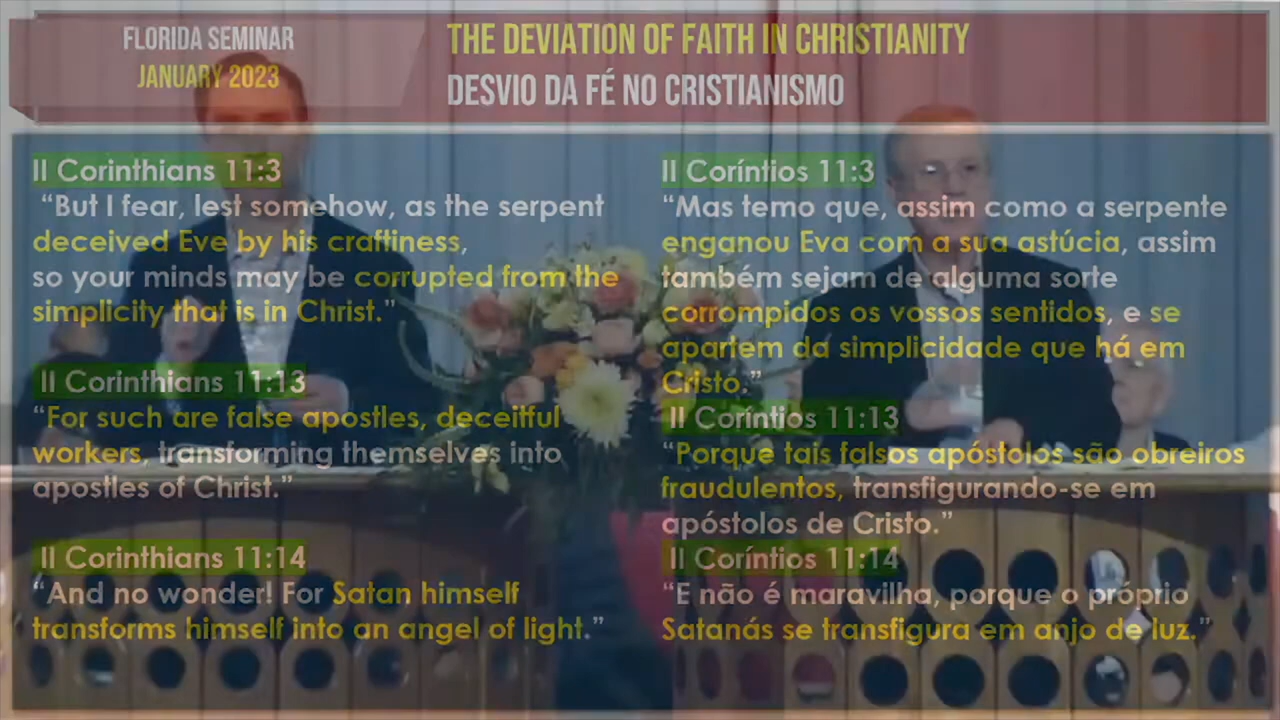 FLORIDA SEMINAR
JANUARY 2023
THE DEVIATION OF FAITH IN CHRISTIANITY
DESVIO DA FÉ NO CRISTIANISMO
II Corinthians 11:3
“But I fear, lest somehow, as the serpent
deceived Eve by his craftiness,
so your minds may be corrupted from the
simplicity that is in Christ.”
II Corinthians 11:13
“For such are false apostles, deceitful
workers, transforming themselves into
apostles of Christ.”
II Corinthians 11:14
“And no wonder! For Satan himself
transforms himself into an angel of light.”
II Coríntios 11:3
“Mas temo que, assim como a serpente
enganou Eva com a sua astúcia, assim
também sejam de alguma sorte
corrompidos os vossos sentidos, e se
apartem da simplicidade que há em
Cristo.”
II Coríntios 11:13
“Porque tais falsos apóstolos são obreiros
fraudulentos, transfigurando-se em
apóstolos de Cristo.”
II Coríntios 11:14
“E não é maravilha, porque o próprio
Satanás se transfigura em anjo de luz.”